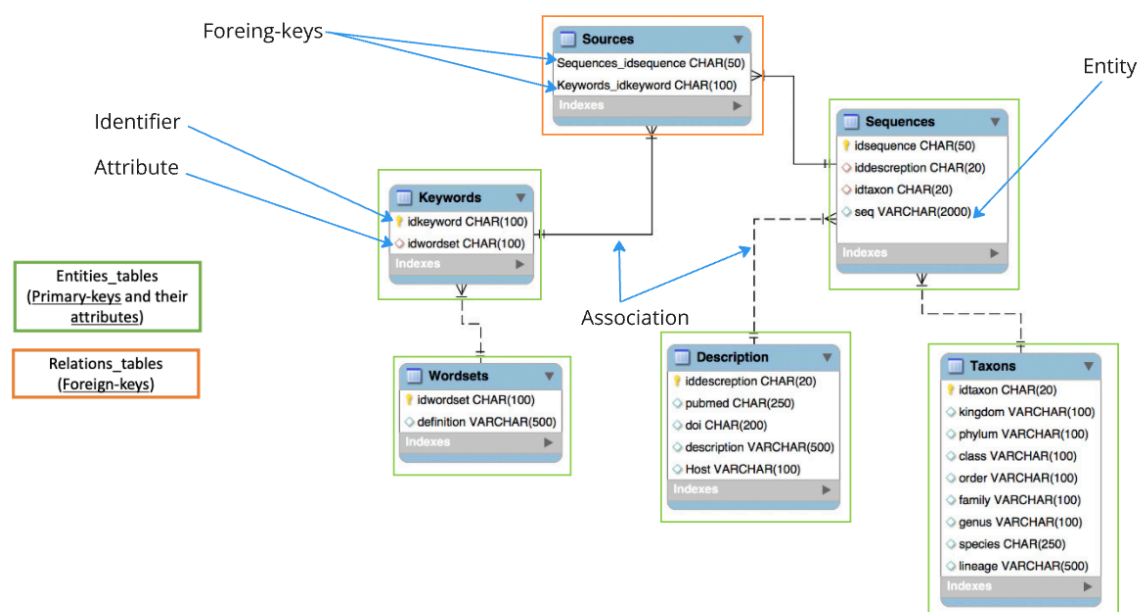 Foreing-keys
Sources
Sequences_idsequence CHAR(50)
Keywords_idkeyword CHAR(100)
Indexes
Entity
Identifier
Attribute
Sequences
idsequence CHAR(50)
iddescreption CHAR(20)
idtaxon CHAR(20)
seq VARCHAR(2000)
Indexes
Keywords
idkeyword CHAR(100)
idwordset CHAR(100)
Indexes
Entities_tables
(Primary-keys and their
attributes)
Association
Relations_tables
(Foreign-keys)
Wordsets
idwordset CHAR(100)
definition VARCHAR(500)
Indexes
Description
iddescreption CHAR(20)
pubmed CHAR(250)
doi CHAR(200)
description VARCHAR(500)
Host VARCHAR(100)
Indexes
Taxons
idtaxon CHAR(20)
kingdom VARCHAR(100)
phylum VARCHAR(100)
class VARCHAR(100)
order VARCHAR(100)
family VARCHAR(100)
genus VARCHAR(100)
species CHAR(250)
lineage VARCHAR(500)
Indexes